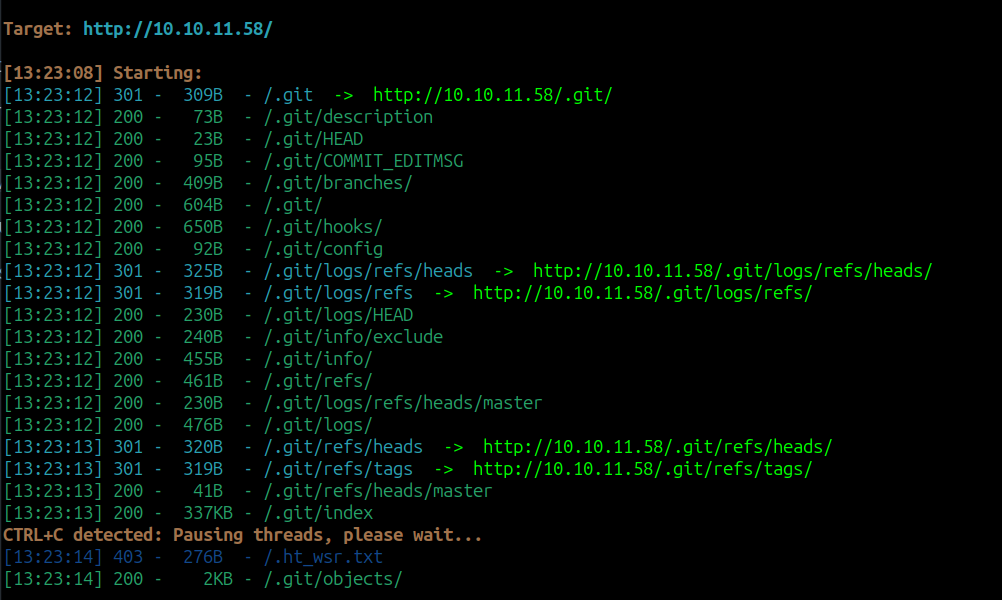 Target: http://10.10.11.58/
[13:23:08] Starting:
[13:23:12] 301 -  309B  - /.git  ->  http://10.10.11.58/.git/
[13:23:12] 200 -   73B  - /.git/description
[13:23:12] 200 -   23B  - /.git/HEAD
[13:23:12] 200 -   95B  - /.git/COMMIT_EDITMSG
[13:23:12] 200 -  409B  - /.git/branches/
[13:23:12] 200 -  604B  - /.git/
[13:23:12] 200 -  650B  - /.git/hooks/
[13:23:12] 200 -   92B  - /.git/config
[13:23:12] 301 -  325B  - /.git/logs/refs/heads  ->  http://10.10.11.58/.git/logs/refs/heads/
[13:23:12] 301 -  319B  - /.git/logs/refs  ->  http://10.10.11.58/.git/logs/refs/
[13:23:12] 200 -  230B  - /.git/logs/HEAD
[13:23:12] 200 -  240B  - /.git/info/exclude
[13:23:12] 200 -  455B  - /.git/info/
[13:23:12] 200 -  461B  - /.git/refs/
[13:23:12] 200 -  230B  - /.git/logs/refs/heads/master
[13:23:12] 200 -  476B  - /.git/logs/
[13:23:13] 301 -  320B  - /.git/refs/heads  ->  http://10.10.11.58/.git/refs/heads/
[13:23:13] 301 -  319B  - /.git/refs/tags  ->  http://10.10.11.58/.git/refs/tags/
[13:23:13] 200 -   41B  - /.git/refs/heads/master
[13:23:13] 200 -  337KB - /.git/index
CTRL+C detected: Pausing threads, please wait...
[13:23:14] 403 -  276B  - /.ht_wsr.txt
[13:23:14] 200 -    2KB - /.git/objects/